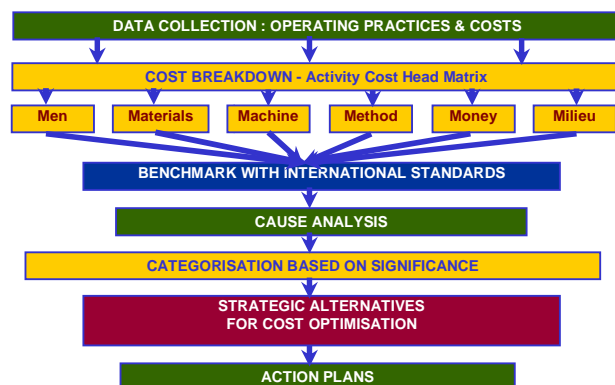 DATA COLLECTION : OPERATING PRACTICES & COSTS
COST BREAKDOWN - Activity Cost Head Matrix
Men Materials Machine Method Money Milieu
BENCHMARK WITH INTERNATIONAL STANDARDS
CAUSE ANALYSIS
CATEGORISATION BASED ON SIGNIFICANCE
STRATEGIC ALTERNATIVES
FOR COST OPTIMISATION
ACTION PLANS